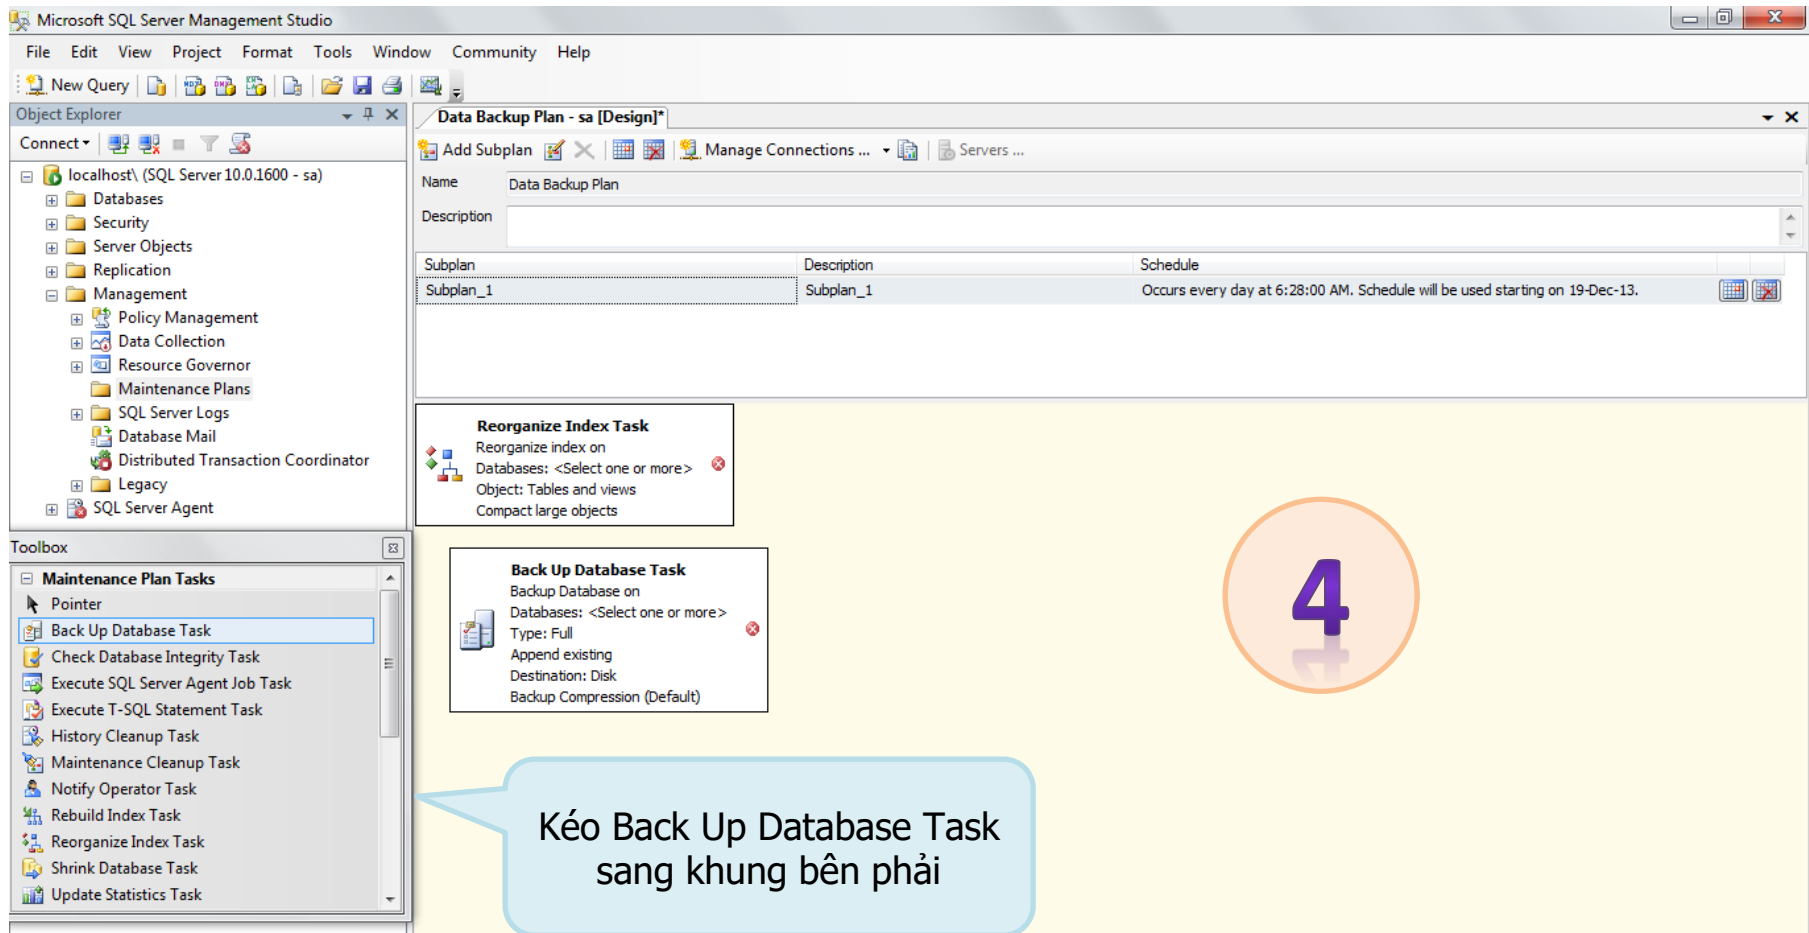 Microsoft SQL Server Management Studio
File Edit View Project Format Tools Window Community Help
New Query
Object Explorer
Connect
localhost\ (SQL Server 10.0.1600 - sa)
Databases
Security
Server Objects
Replication
Management
Policy Management
Data Collection
Resource Governor
Maintenance Plans
SQL Server Logs
Database Mail
Distributed Transaction Coordinator
Legacy
SQL Server Agent
Toolbox
Maintenance Plan Tasks
Pointer
Back Up Database Task
Check Database Integrity Task
Execute SQL Server Agent Job Task
Execute T-SQL Statement Task
History Cleanup Task
Maintenance Cleanup Task
Notify Operator Task
Rebuild Index Task
Reorganize Index Task
Shrink Database Task
Update Statistics Task
Data Backup Plan - sa [Design]*
Add Subplan Manage Connections ... Servers ...
Name Data Backup Plan
Description
Subplan Description Schedule
Subplan_1 Subplan_1 Occurs every day at 6:28:00 AM. Schedule will be used starting on 19-Dec-13.
Reorganize Index Task
Reorganize index on
Databases: <Select one or more>
Object: Tables and views
Compact large objects
Back Up Database Task
Backup Database on
Databases: <Select one or more>
Type: Full
Append existing
Destination: Disk
Backup Compression (Default)
4
Kéo Back Up Database Task
sang khung bên phải